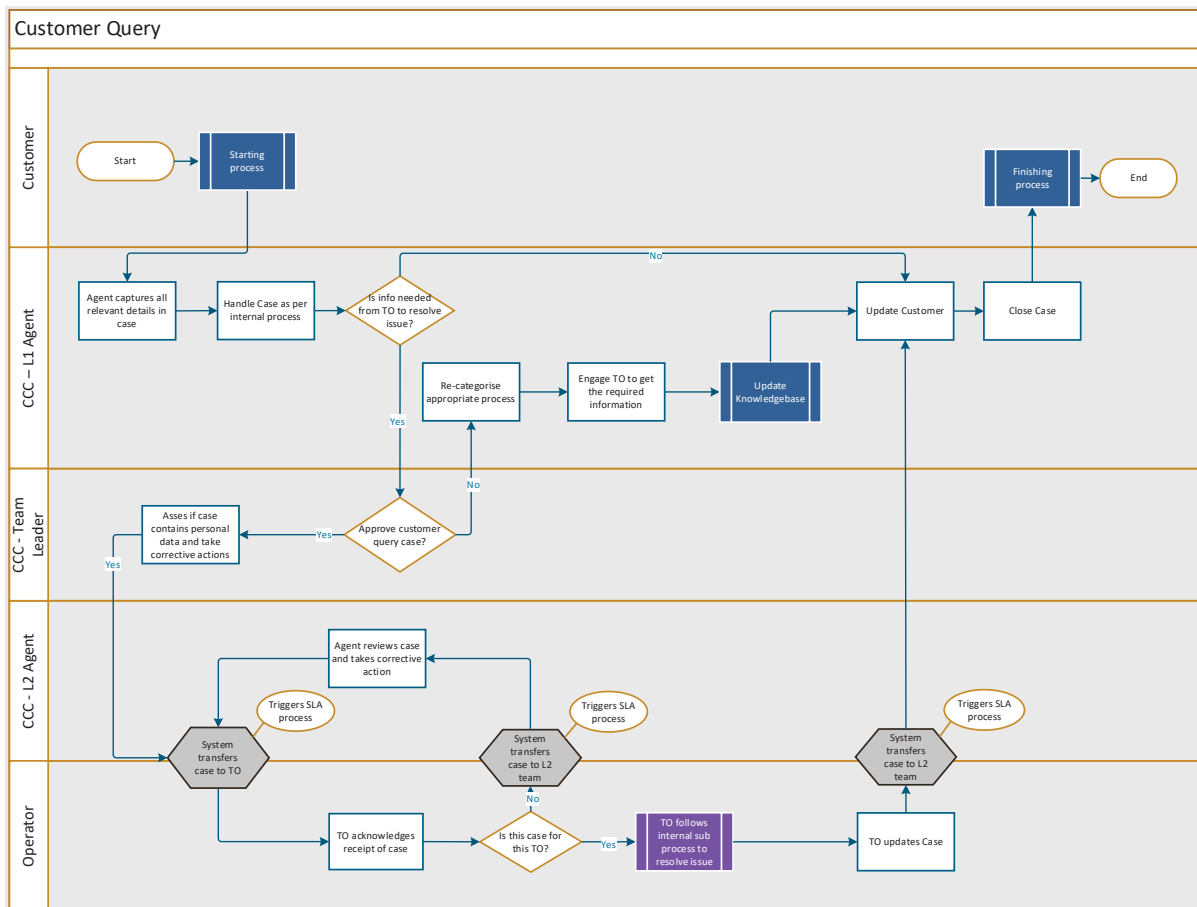 Customer Query
Customer
Start
Starting
process
Finishing
process
End
CCC – L1 Agent
No
Agent captures all
relevant details in
case
Handle Case as per
internal process
Is info needed
from TO to resolve
issue?
Update Customer
Close Case
Re-categorise
appropriate process
Engage TO to get
the required
information
Update
Knowledgebase
Yes
No
CCC - Team
Leader
Asses if case
contains personal
data and take
corrective actions
Yes
Approve customer
query case?
Yes
CCC - L2 Agent
Agent reviews case
and takes corrective
action
Triggers SLA
process
Triggers SLA
process
Triggers SLA
process
System
transfers
case to TO
System
transfers
case to L2
team
System
transfers
case to L2
team
Operator
No
TO acknowledges
receipt of case
Is this case for
this TO?
Yes
TO follows
internal sub
process to
resolve issue
TO updates Case